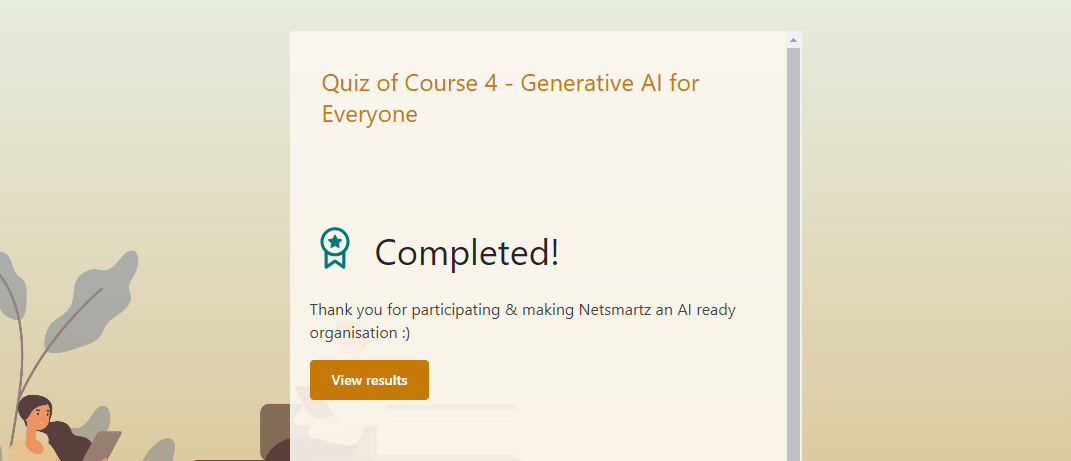 Quiz of Course 4 - Generative AI for
Everyone
Completed!
Thank you for participating & making Netsmartz an AI ready
organisation :)
View results